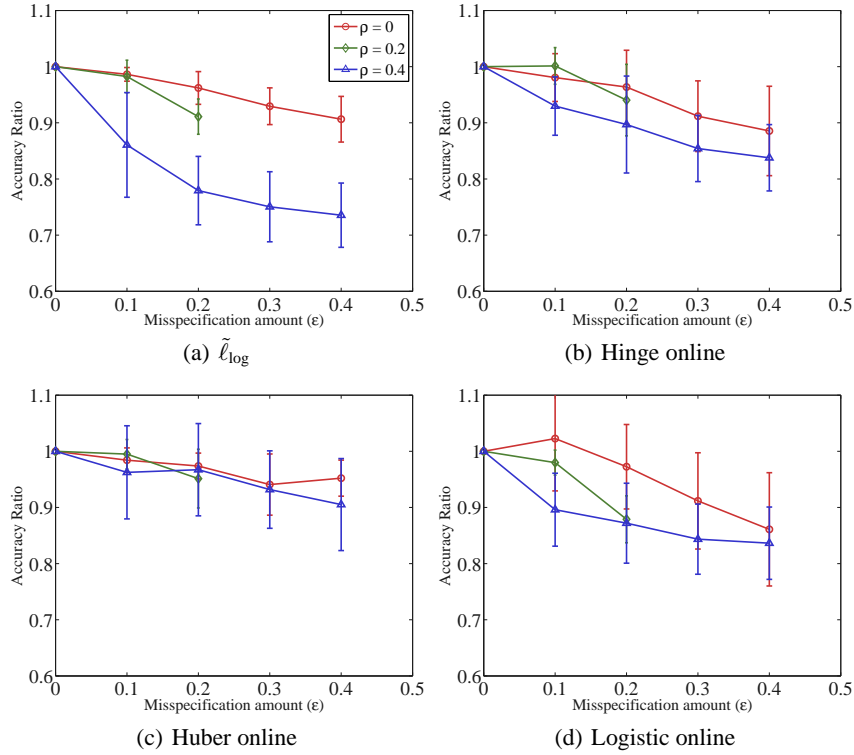 1.1
1
0.9
0.8
0.7
0.6
Accuracy Ratio
ρ = 0
ρ = 0.2
ρ = 0.4
0 0.1 0.2 0.3 0.4 0.5
Misspecification amount (ε)
(a) ℓ̃log
1.1
1
0.9
0.8
0.7
0.6
Accuracy Ratio
0 0.1 0.2 0.3 0.4 0.5
Misspecification amount (ε)
(b) Hinge online
1.1
1
0.9
0.8
0.7
0.6
Accuracy Ratio
0 0.1 0.2 0.3 0.4 0.5
Misspecification amount (ε)
(c) Huber online
1.1
1
0.9
0.8
0.7
0.6
Accuracy Ratio
0 0.1 0.2 0.3 0.4 0.5
Misspecification amount (ε)
(d) Logistic online